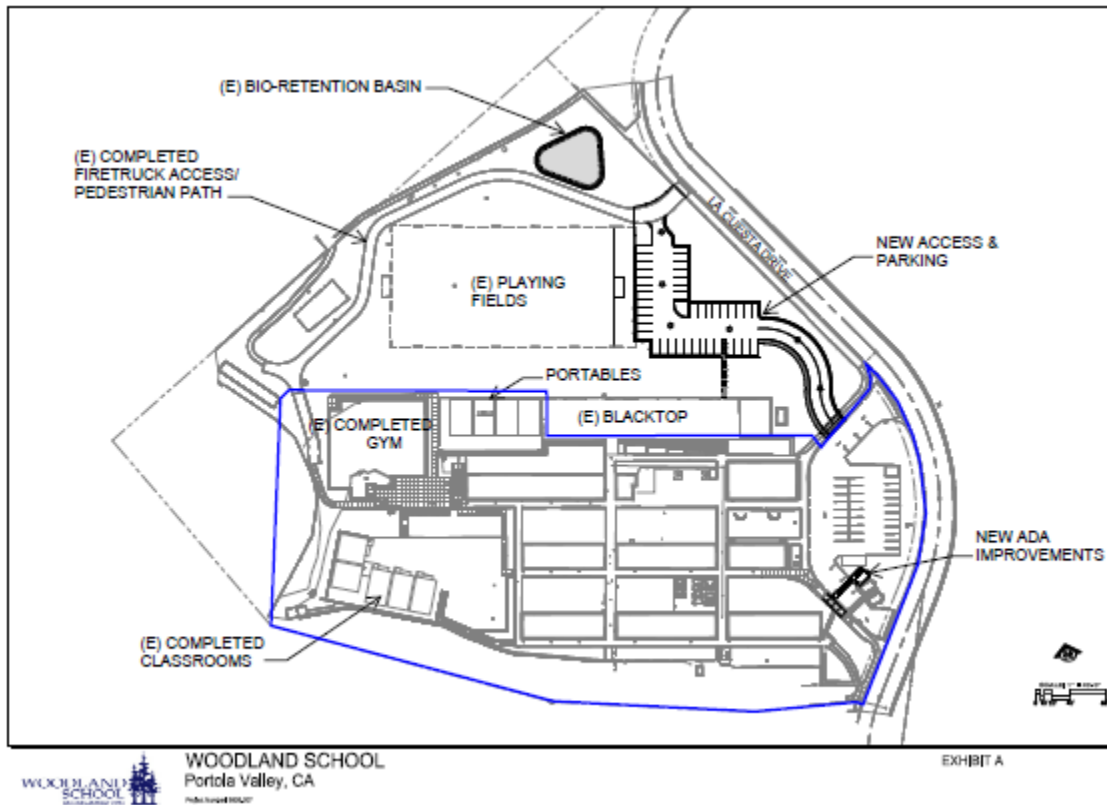 (E) BIO-RETENTION BASIN
(E) COMPLETED
FIRETRUCK ACCESS/
PEDESTRIAN PATH
LA CUESTA DRIVE
NEW ACCESS &
PARKING
(E) PLAYING
FIELDS
PORTABLES
(E) COMPLETED
GYM
(E) BLACKTOP
NEW ADA
IMPROVEMENTS
(E) COMPLETED
CLASSROOMS
WOODLAND
SCHOOL
WOODLAND SCHOOL
Portola Valley, CA
EXHIBIT A